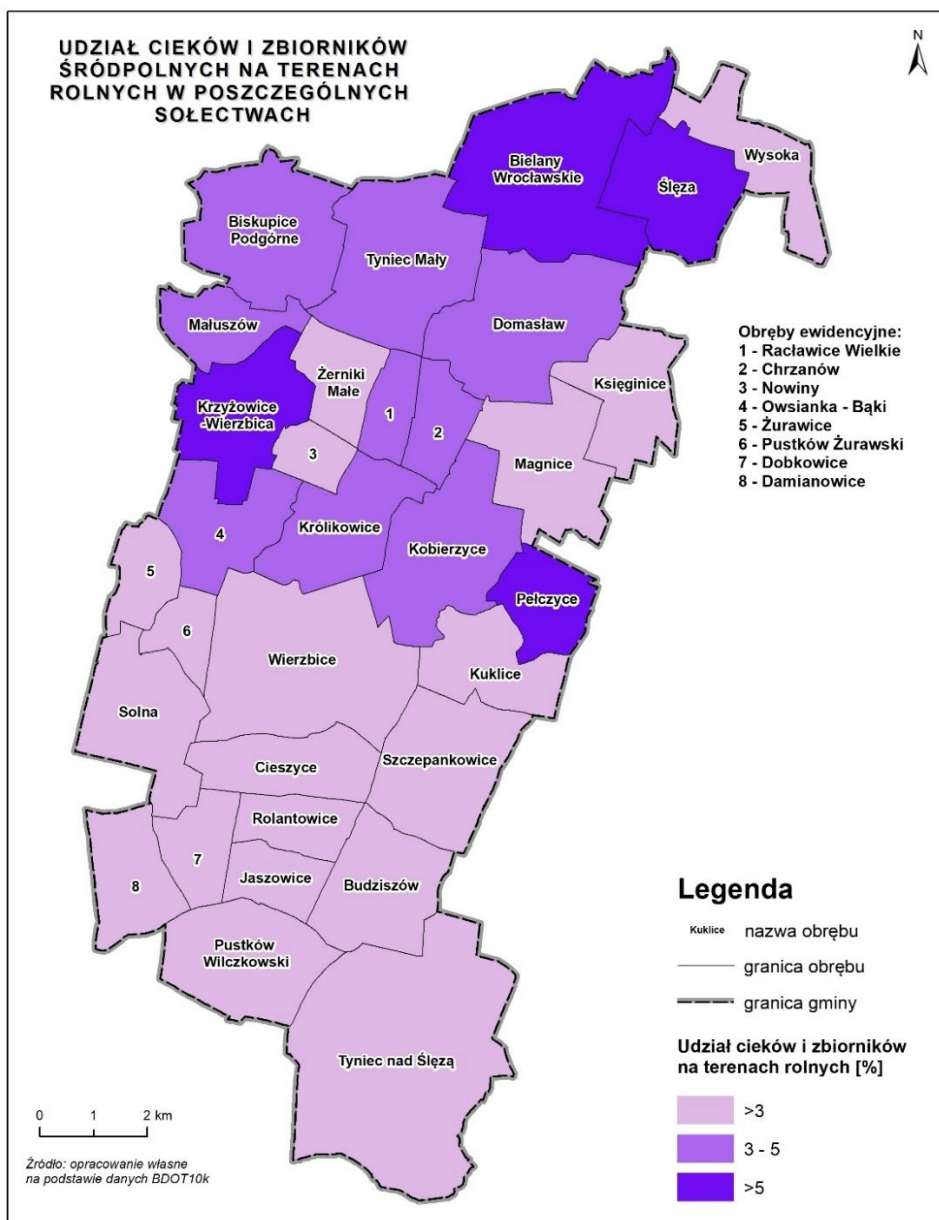 UDZIAŁ CIEKÓW I ZBIORNIKÓW
ŚRÓDPOLNYCH NA TERENACH
ROLNYCH W POSZCZEGÓLNYCH
SOŁECTWACH
N
Wysoka
Bielany
Wrocławskie
Ślęza
Biskupice
Podgórne
Tyniec Mały
Małuszów
Domasław
Obręby ewidencyjne:
1 - Racławice Wielkie
2 - Chrzanów
3 - Nowiny
4 - Owsianka - Bąki
5 - Żurawice
6 - Pustków Żurawski
7 - Dobkowice
8 - Damianowice
Żerniki
Małe
Księginice
Krzyżowice
-Wierzbica
1
2
3
Magnice
4
Królikowice
Kobierzyce
5
Pełczyce
6
Wierzbice
Kuklice
Solna
Cieszyce
Szczepankowice
Rolantowice
7
8
Jaszowice
Budziszów
Pustków
Wilczkowski
Tyniec nad Ślęzą
Legenda
Kuklice nazwa obrębu
granica obrębu
granica gminy
Udział cieków i zbiorników
na terenach rolnych [%]
>3
3 - 5
>5
0 1 2 km
Źródło: opracowanie własne
na podstawie danych BDOT10k